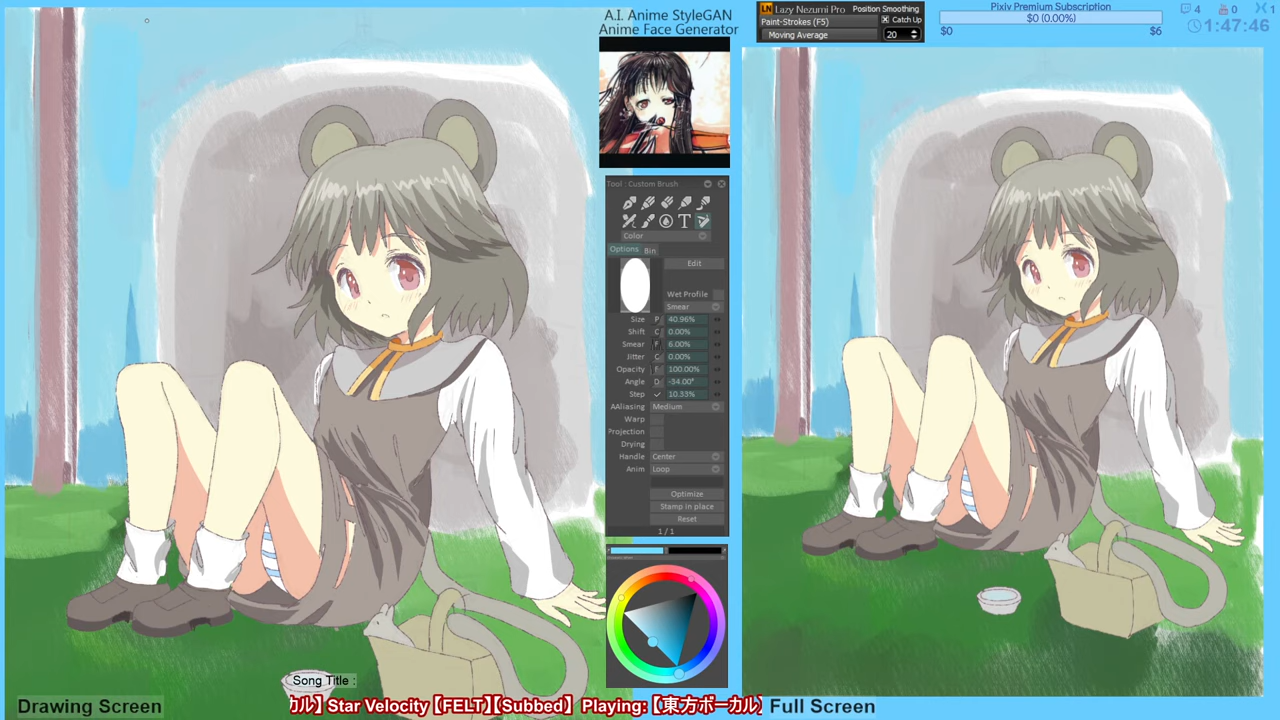 A.I. Anime StyleGAN
Anime Face Generator
LN Lazy Nezumi Pro
Position Smoothing
Paint-Strokes (F5)
Catch Up
Moving Average
20
Pixiv Premium Subscription
$0 (0.00%)
$0
$6
4
0
1
1:47:46
Tool : Custom Brush
T
Color
Options
Bin
Edit
Wet Profile
Smear
Size P 40.96%
Shift C 0.00%
Smear F 6.00%
Jitter C 0.00%
Opacity F 100.00%
Angle D -34.00°
Step 10.33%
AAliasing Medium
Warp
Projection
Drying
Handle Center
Anim Loop
Optimize
Stamp in place
Reset
1 / 1
Song Title :
カル】 Star Velocity 【FELT】【Subbed】 Playing: 【東方ボーカル】
Drawing Screen
Full Screen